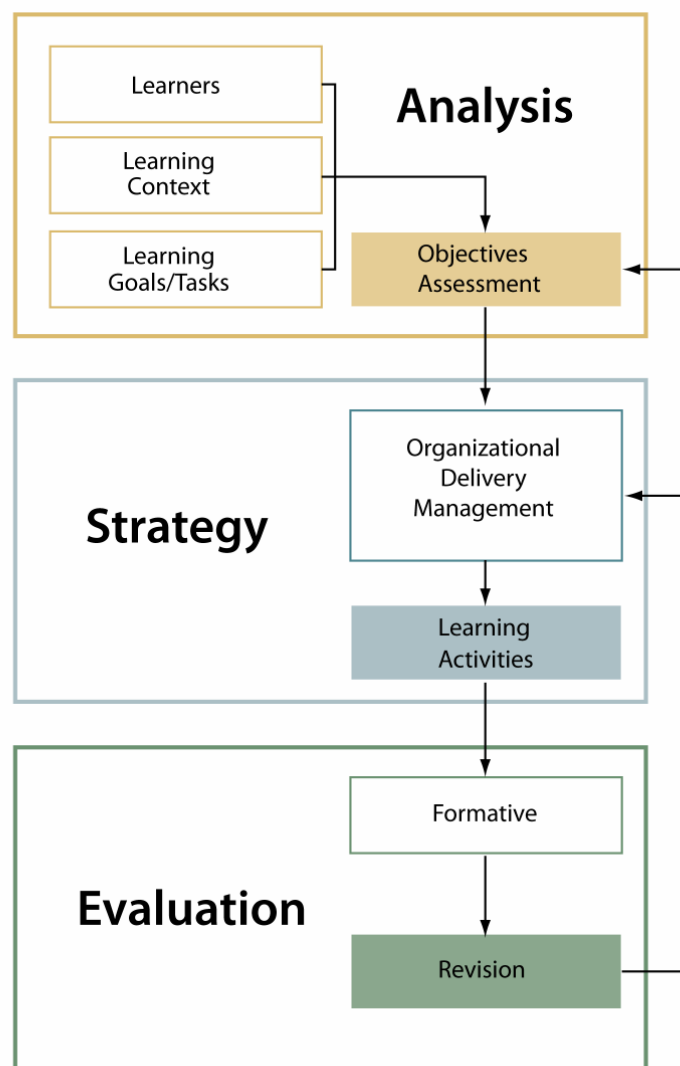 Analysis
Learners
Learning
Context
Learning
Goals/Tasks
Objectives
Assessment
Strategy
Organizational
Delivery
Management
Learning
Activities
Evaluation
Formative
Revision